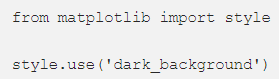 from matplotlib import style
style.use('dark_background')